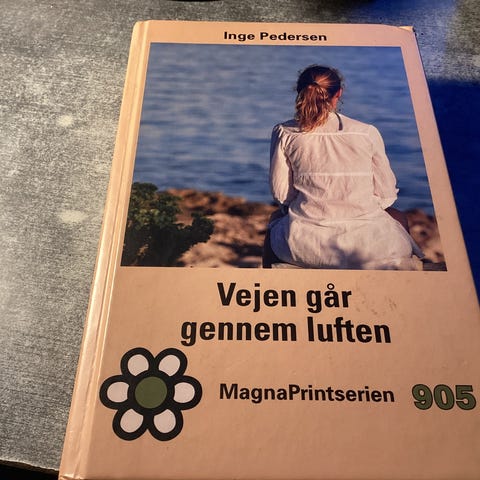 Inge Pedersen
Vejen går
gennem luften
MagnaPrintserien 905